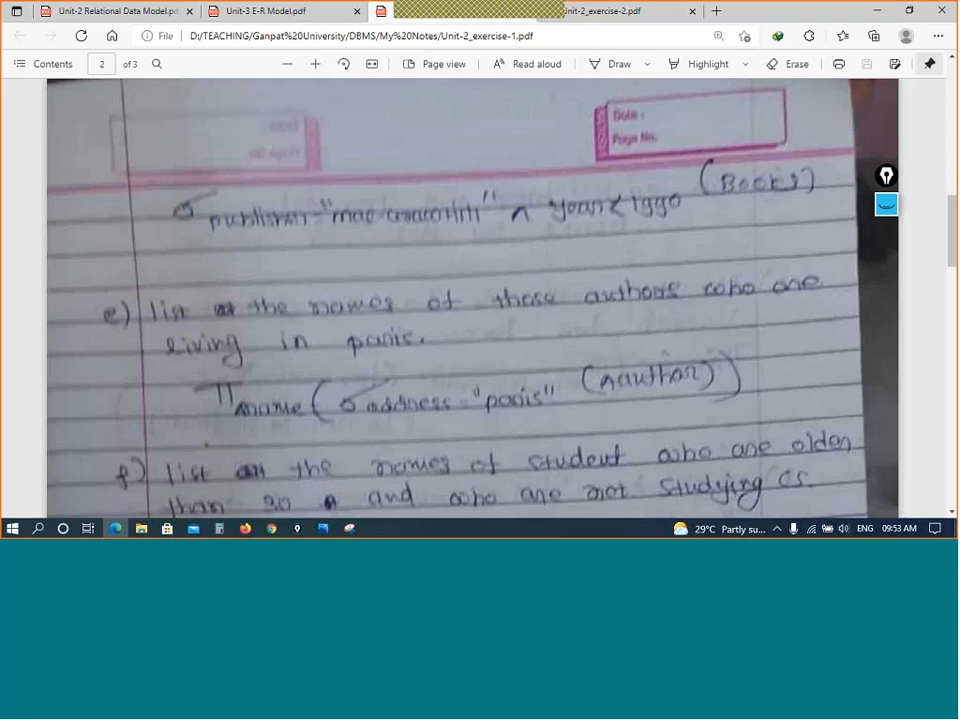 Unit-2 Relational Data Model.pd
Unit-3 E-R Model.pdf
Unit-2_exercise-2.pdf
File D:/TEACHING/Ganpat%20University/DBMS/My%20Notes/Unit-2_exercise-1.pdf
Contents 2 of 3 Page view Read aloud Draw Highlight Erase
Date :
Page No.
σ publisher="mac " ∧ year<1990 (Books)
e) list the names of those authors who are
living in paris.
π name (σ address="paris" (author))
f) list the names of student who are older
than 30 and who are not studying CS.
29°C Partly su... ENG 09:53 AM